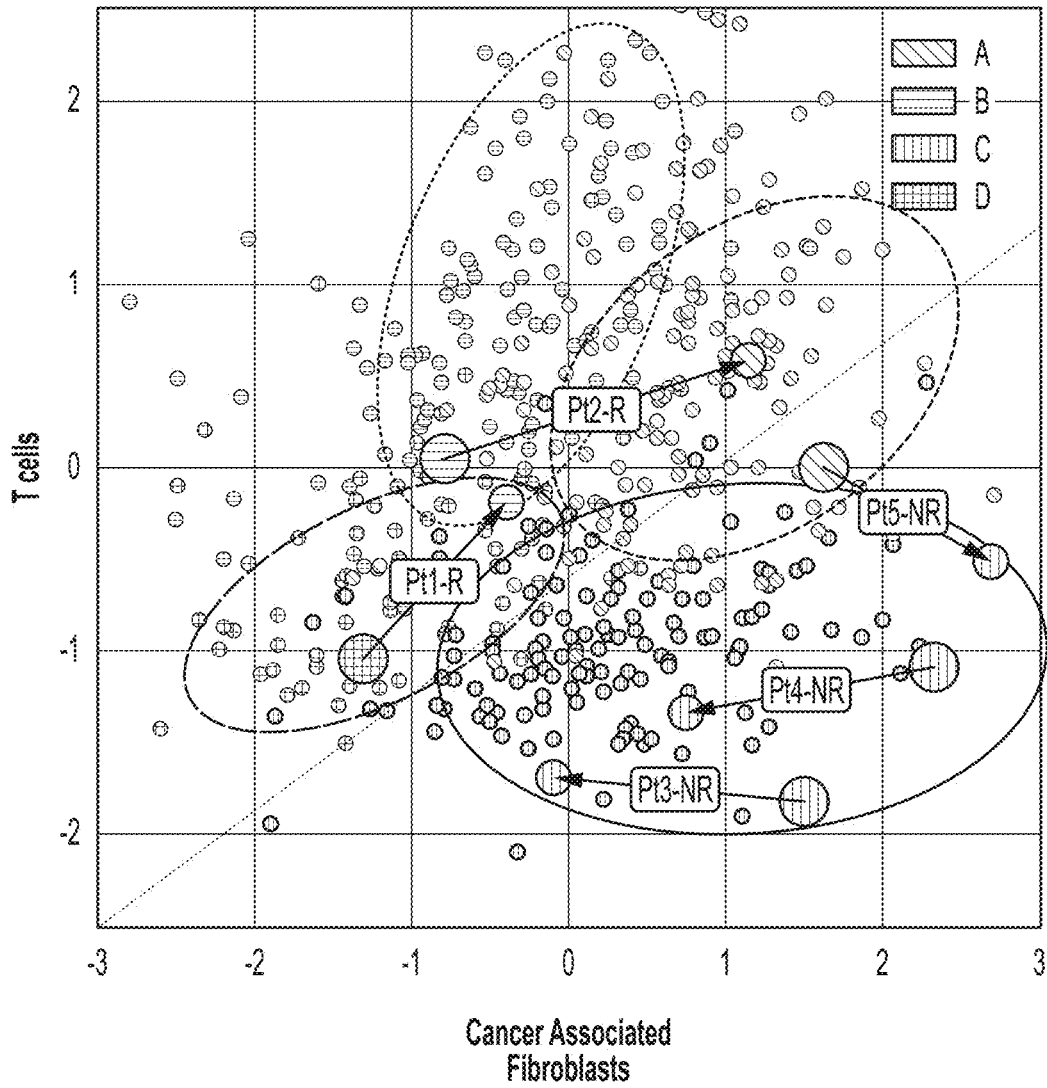 A
B
C
D
2
1
0
-1
-2
T cells
Pt2-R
Pt5-NR
Pt1-R
Pt4-NR
Pt3-NR
-3
-2
-1
0
1
2
3
Cancer Associated
Fibroblasts